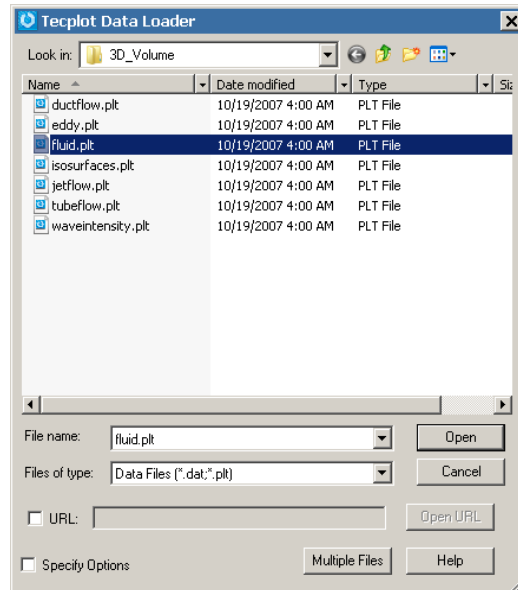 Tecplot Data Loader
Look in: 3D_Volume
Name Date modified Type Siz
ductflow.plt 10/19/2007 4:00 AM PLT File
eddy.plt 10/19/2007 4:00 AM PLT File
fluid.plt 10/19/2007 4:00 AM PLT File
isosurfaces.plt 10/19/2007 4:00 AM PLT File
jetflow.plt 10/19/2007 4:00 AM PLT File
tubeflow.plt 10/19/2007 4:00 AM PLT File
waveintensity.plt 10/19/2007 4:00 AM PLT File
File name: fluid.plt Open
Files of type: Data Files (*.dat;*.plt) Cancel
URL: Open URL
Specify Options Multiple Files Help